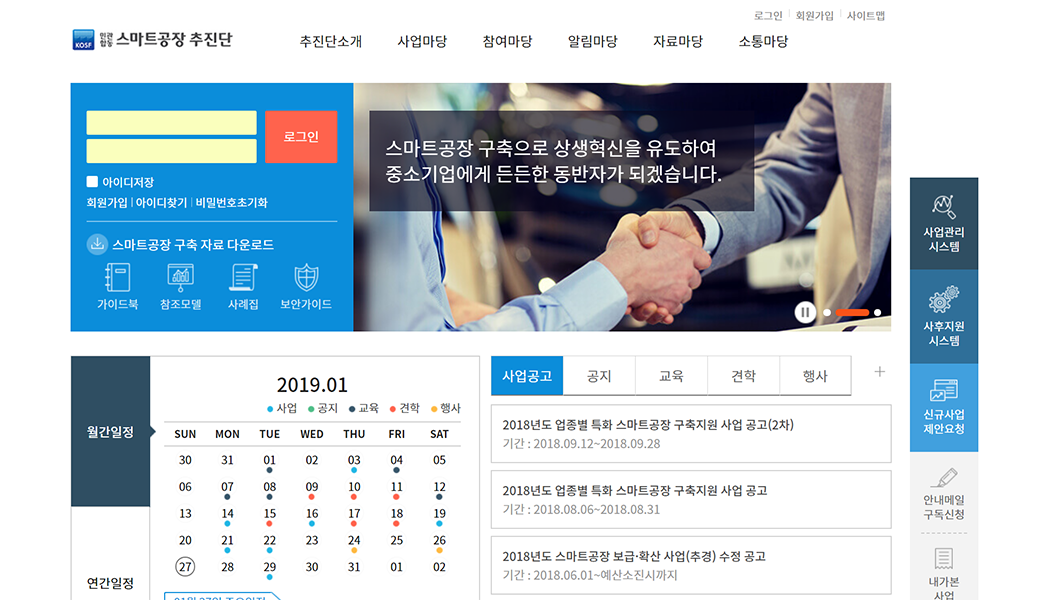 로그인 회원가입 사이트맵
KOSF 민관합동 스마트공장 추진단
추진단소개 사업마당 참여마당 알림마당 자료마당 소통마당
로그인
아이디저장
회원가입 | 아이디찾기 | 비밀번호초기화
스마트공장 구축 자료 다운로드
가이드북 참조모델 사례집 보안가이드
스마트공장 구축으로 상생혁신을 유도하여
중소기업에게 든든한 동반자가 되겠습니다.
사업관리
시스템
사후지원
시스템
신규사업
제안요청
안내메일
구독신청
내가본
사업
월간일정
연간일정
2019.01
사업 공지 교육 견학 행사
SUN MON TUE WED THU FRI SAT
30 31 01 02 03 04 05
06 07 08 09 10 11 12
13 14 15 16 17 18 19
20 21 22 23 24 25 26
27 28 29 30 31 01 02
사업공고 공지 교육 견학 행사 +
2018년도 업종별 특화 스마트공장 구축지원 사업 공고(2차)
기간 : 2018.09.12~2018.09.28
2018년도 업종별 특화 스마트공장 구축지원 사업 공고
기간 : 2018.08.06~2018.08.31
2018년도 스마트공장 보급·확산 사업(추경) 수정 공고
기간 : 2018.06.01~예산소진시까지